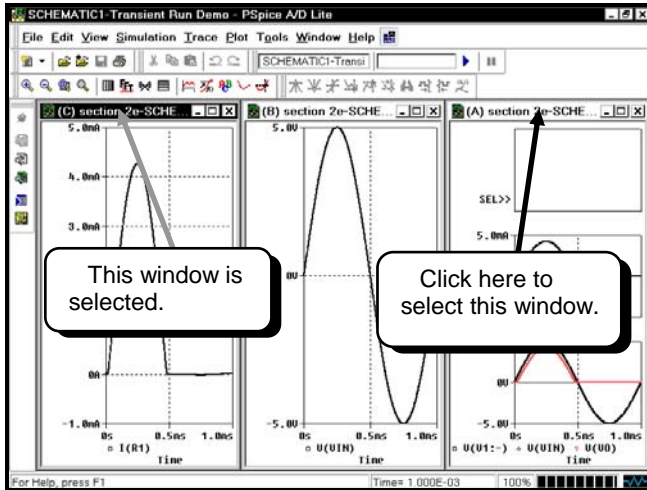 SCHEMATIC1-Transient Run Demo - PSpice A/D Lite
File Edit View Simulation Trace Plot Tools Window Help
SCHEMATIC1-Transi
(C) section 2e-SCHE...
(B) section 2e-SCHE...
(A) section 2e-SCHE...
5.0mA
4.0mA
3.0mA
0A
-1.0mA
0s 0.5ms 1.0ms
I(R1)
Time
5.0V
0V
-5.0V
0s 0.5ms 1.0ms
V(VIN)
Time
SEL>>
5.0mA
0V
-5.0V
0s 0.5ms 1.0ms
V(V1:-) V(VIN) V(VO)
Time
This window is
selected.
Click here to
select this window.
For Help, press F1
Time= 1.000E-03
100%